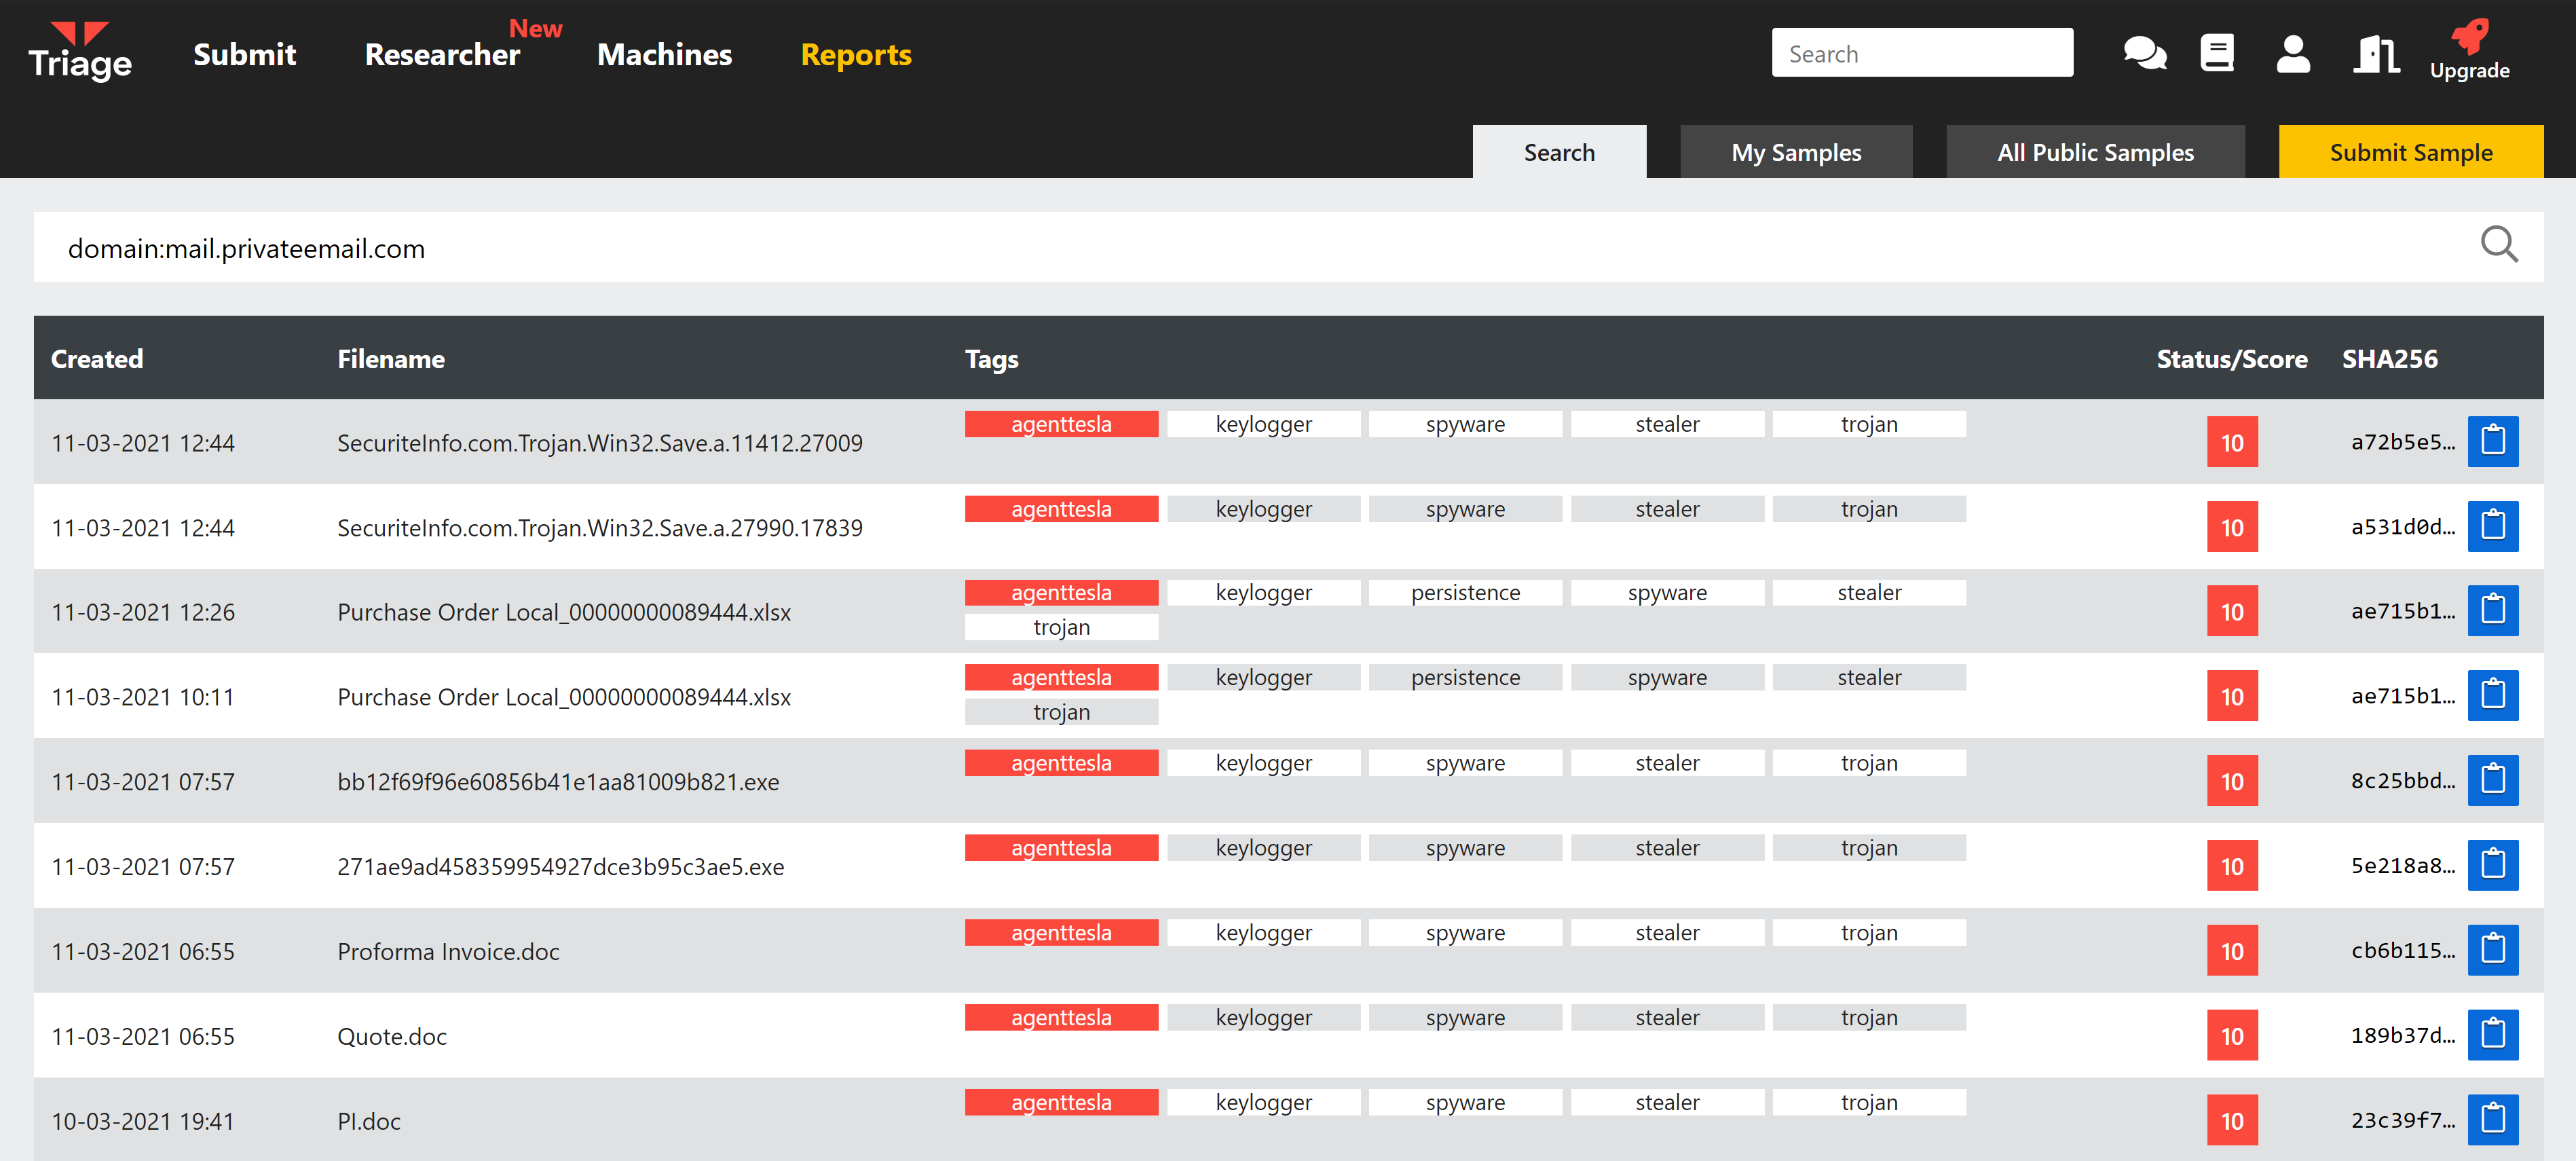 Triage
Submit
Researcher
New
Machines
Reports
Search
Upgrade
Search
My Samples
All Public Samples
Submit Sample
domain:mail.privateemail.com
Created Filename Tags Status/Score SHA256
11-03-2021 12:44 SecuriteInfo.com.Trojan.Win32.Save.a.11412.27009 agenttesla keylogger spyware stealer trojan 10 a72b5e5…
11-03-2021 12:44 SecuriteInfo.com.Trojan.Win32.Save.a.27990.17839 agenttesla keylogger spyware stealer trojan 10 a531d0d…
11-03-2021 12:26 Purchase Order Local_00000000089444.xlsx agenttesla keylogger persistence spyware stealer 10 ae715b1…
trojan
11-03-2021 10:11 Purchase Order Local_00000000089444.xlsx agenttesla keylogger persistence spyware stealer 10 ae715b1…
trojan
11-03-2021 07:57 bb12f69f96e60856b41e1aa81009b821.exe agenttesla keylogger spyware stealer trojan 10 8c25bbd…
11-03-2021 07:57 271ae9ad458359954927dce3b95c3ae5.exe agenttesla keylogger spyware stealer trojan 10 5e218a8…
11-03-2021 06:55 Proforma Invoice.doc agenttesla keylogger spyware stealer trojan 10 cb6b115…
11-03-2021 06:55 Quote.doc agenttesla keylogger spyware stealer trojan 10 189b37d…
10-03-2021 19:41 PI.doc agenttesla keylogger spyware stealer trojan 10 23c39f7…